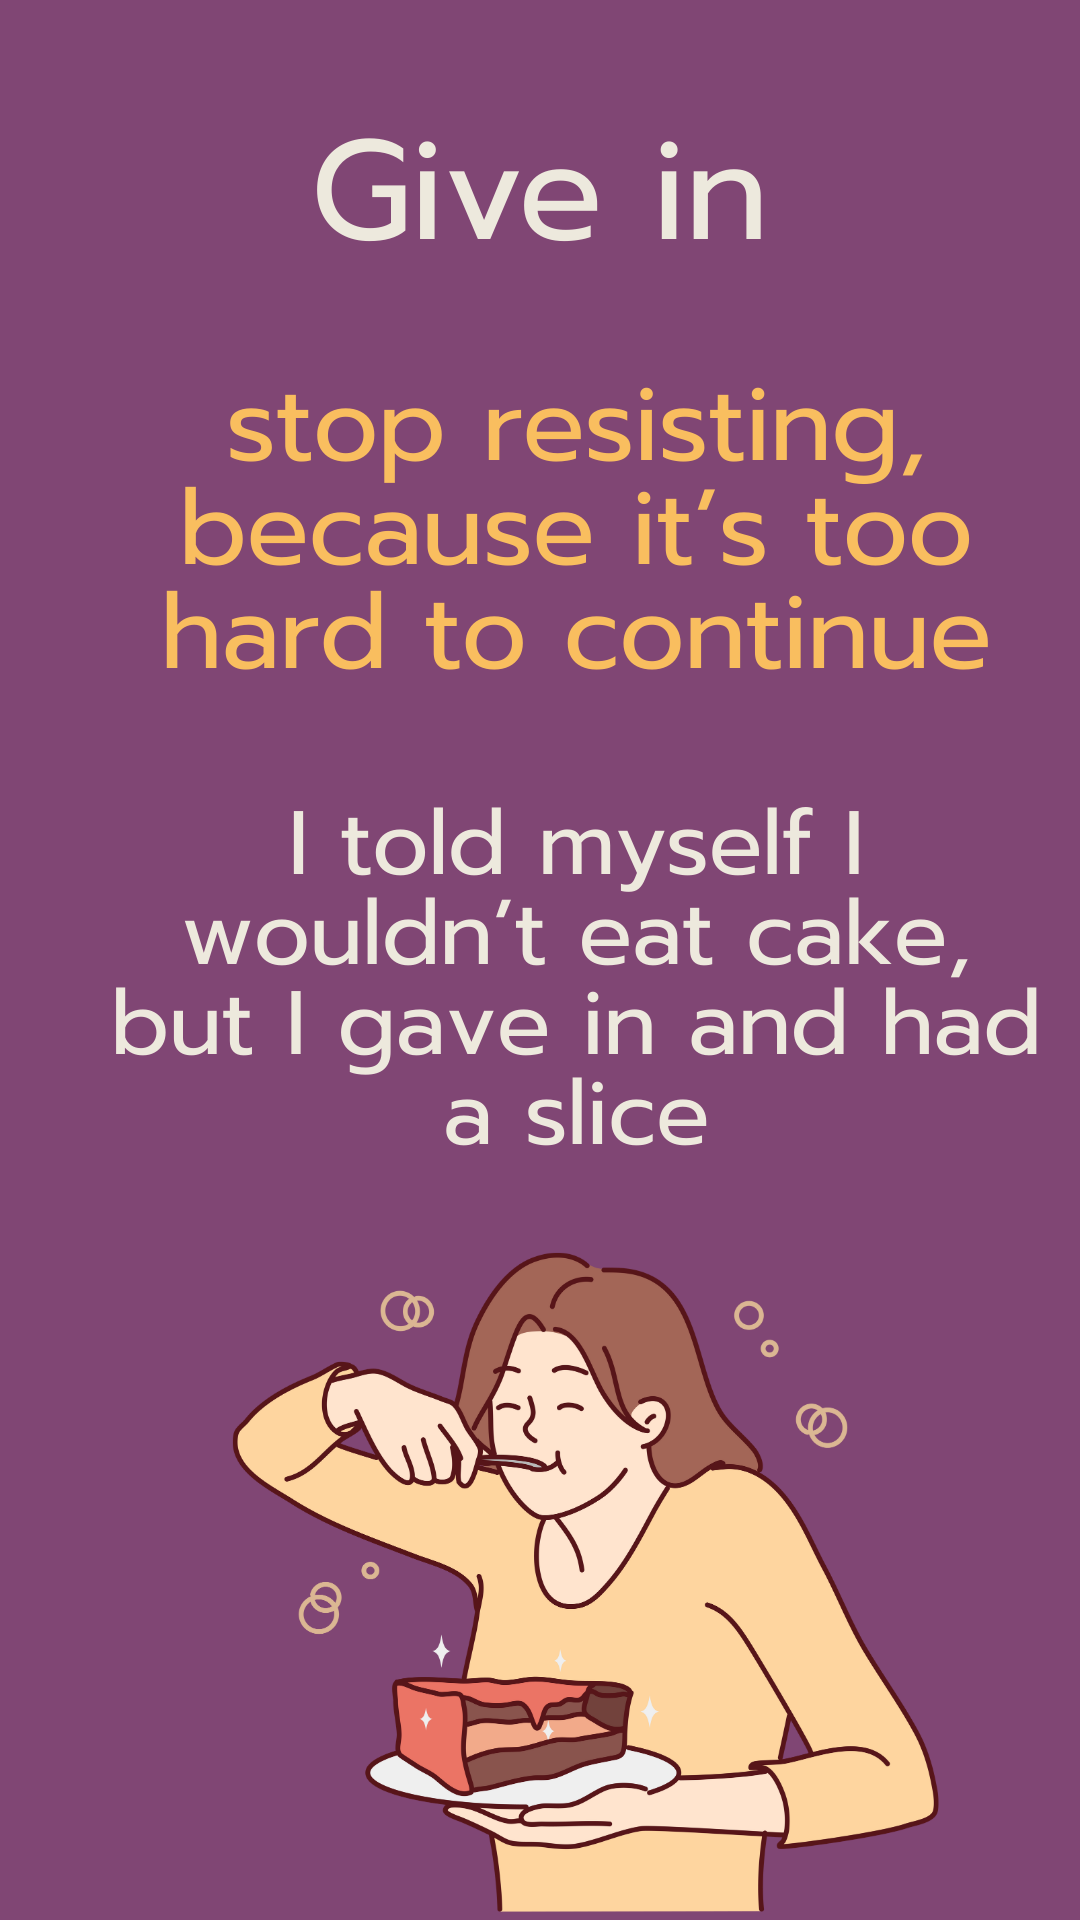 Give in
stop resisting,
because it’s too
hard to continue
I told myself I
wouldn’t eat cake,
but I gave in and had
a slice